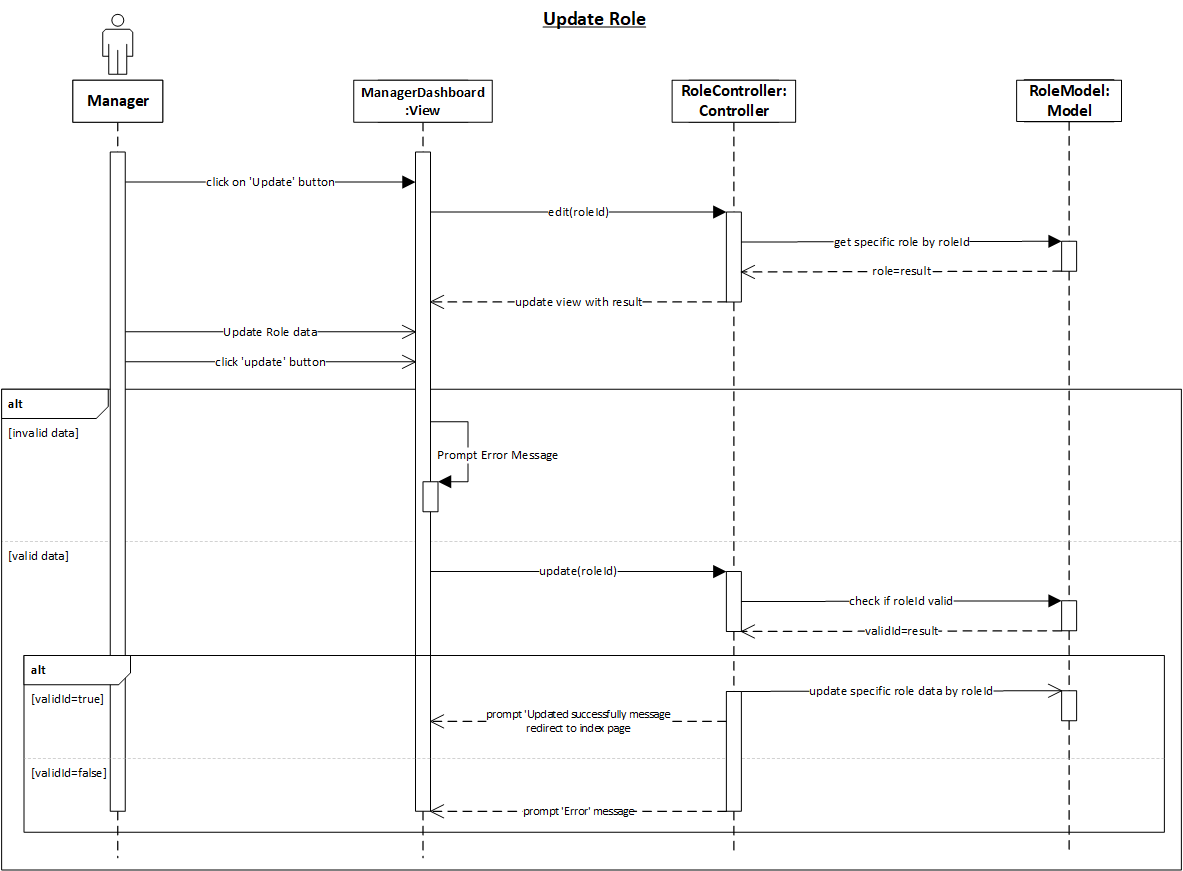 Update Role
Manager
ManagerDashboard
:View
RoleController:
Controller
RoleModel:
Model
click on 'Update' button
edit(roleId)
get specific role by roleId
role=result
update view with result
Update Role data
click 'update' button
alt
[invalid data]
Prompt Error Message
[valid data]
update(roleId)
check if roleId valid
validId=result
alt
[validId=true]
update specific role data by roleId
prompt 'Updated successfully message
redirect to index page
[validId=false]
prompt 'Error' message